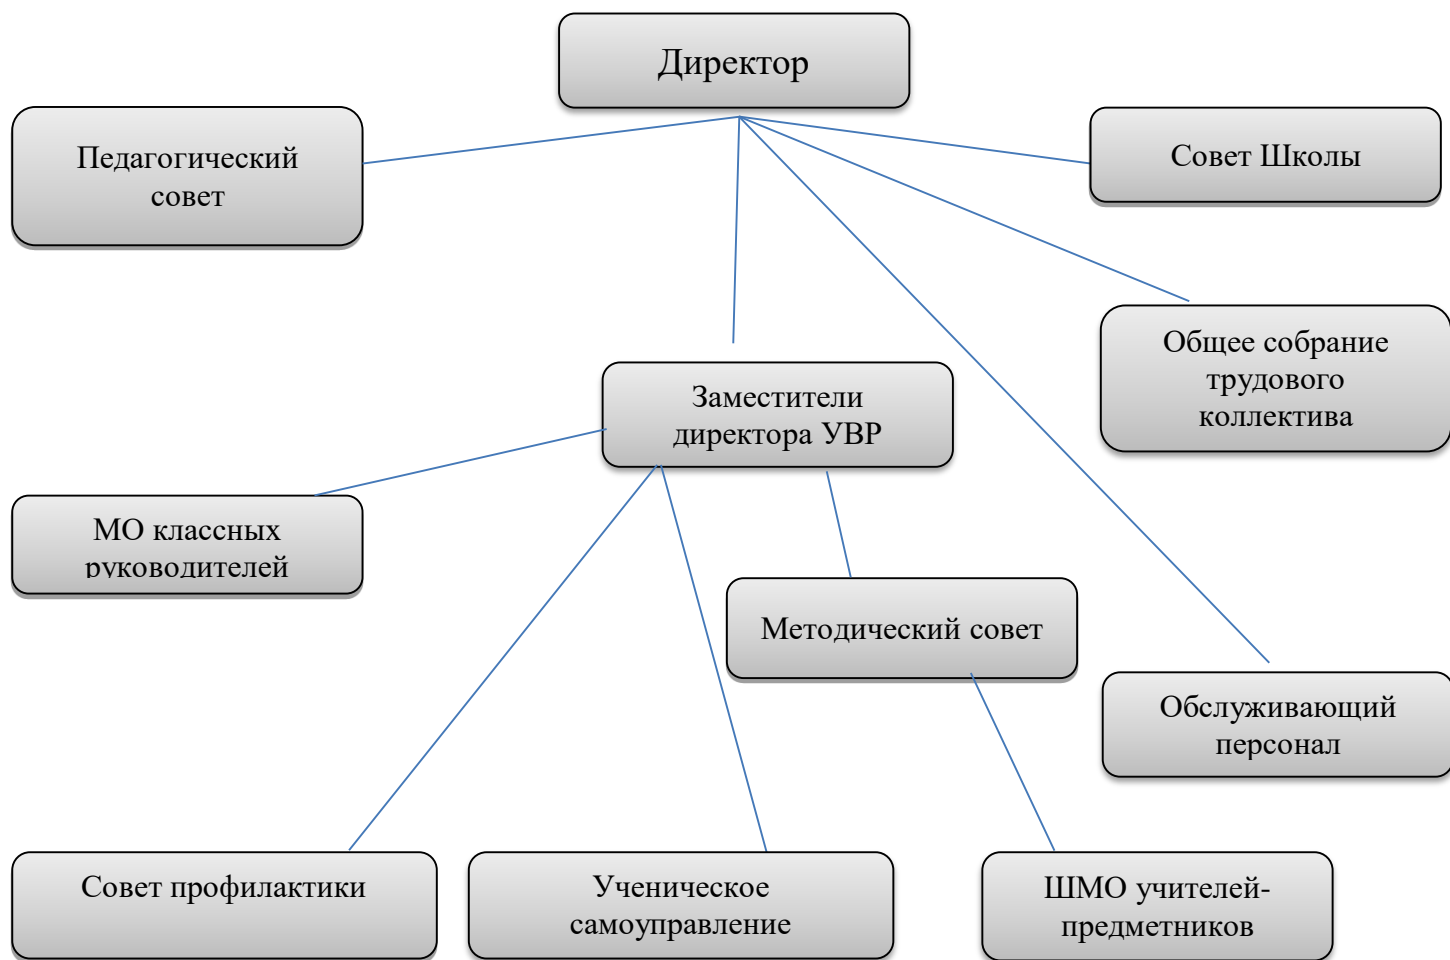 Директор
Педагогический
совет
Совет Школы
Общее собрание
трудового
коллектива
Заместители
директора УВР
МО классных
руководителей
Методический совет
Обслуживающий
персонал
Совет профилактики
Ученическое
самоуправление
ШМО учителей-
предметников